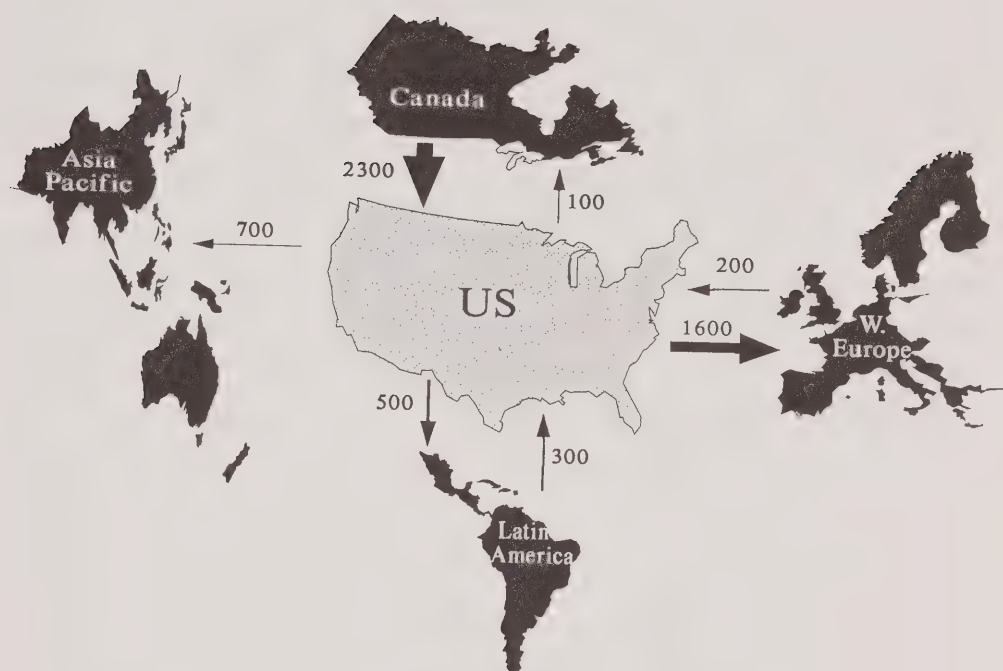 Canada
Asia
Pacific
2300
100
700
200
US
1600
W.
Europe
500
300
Latin
America